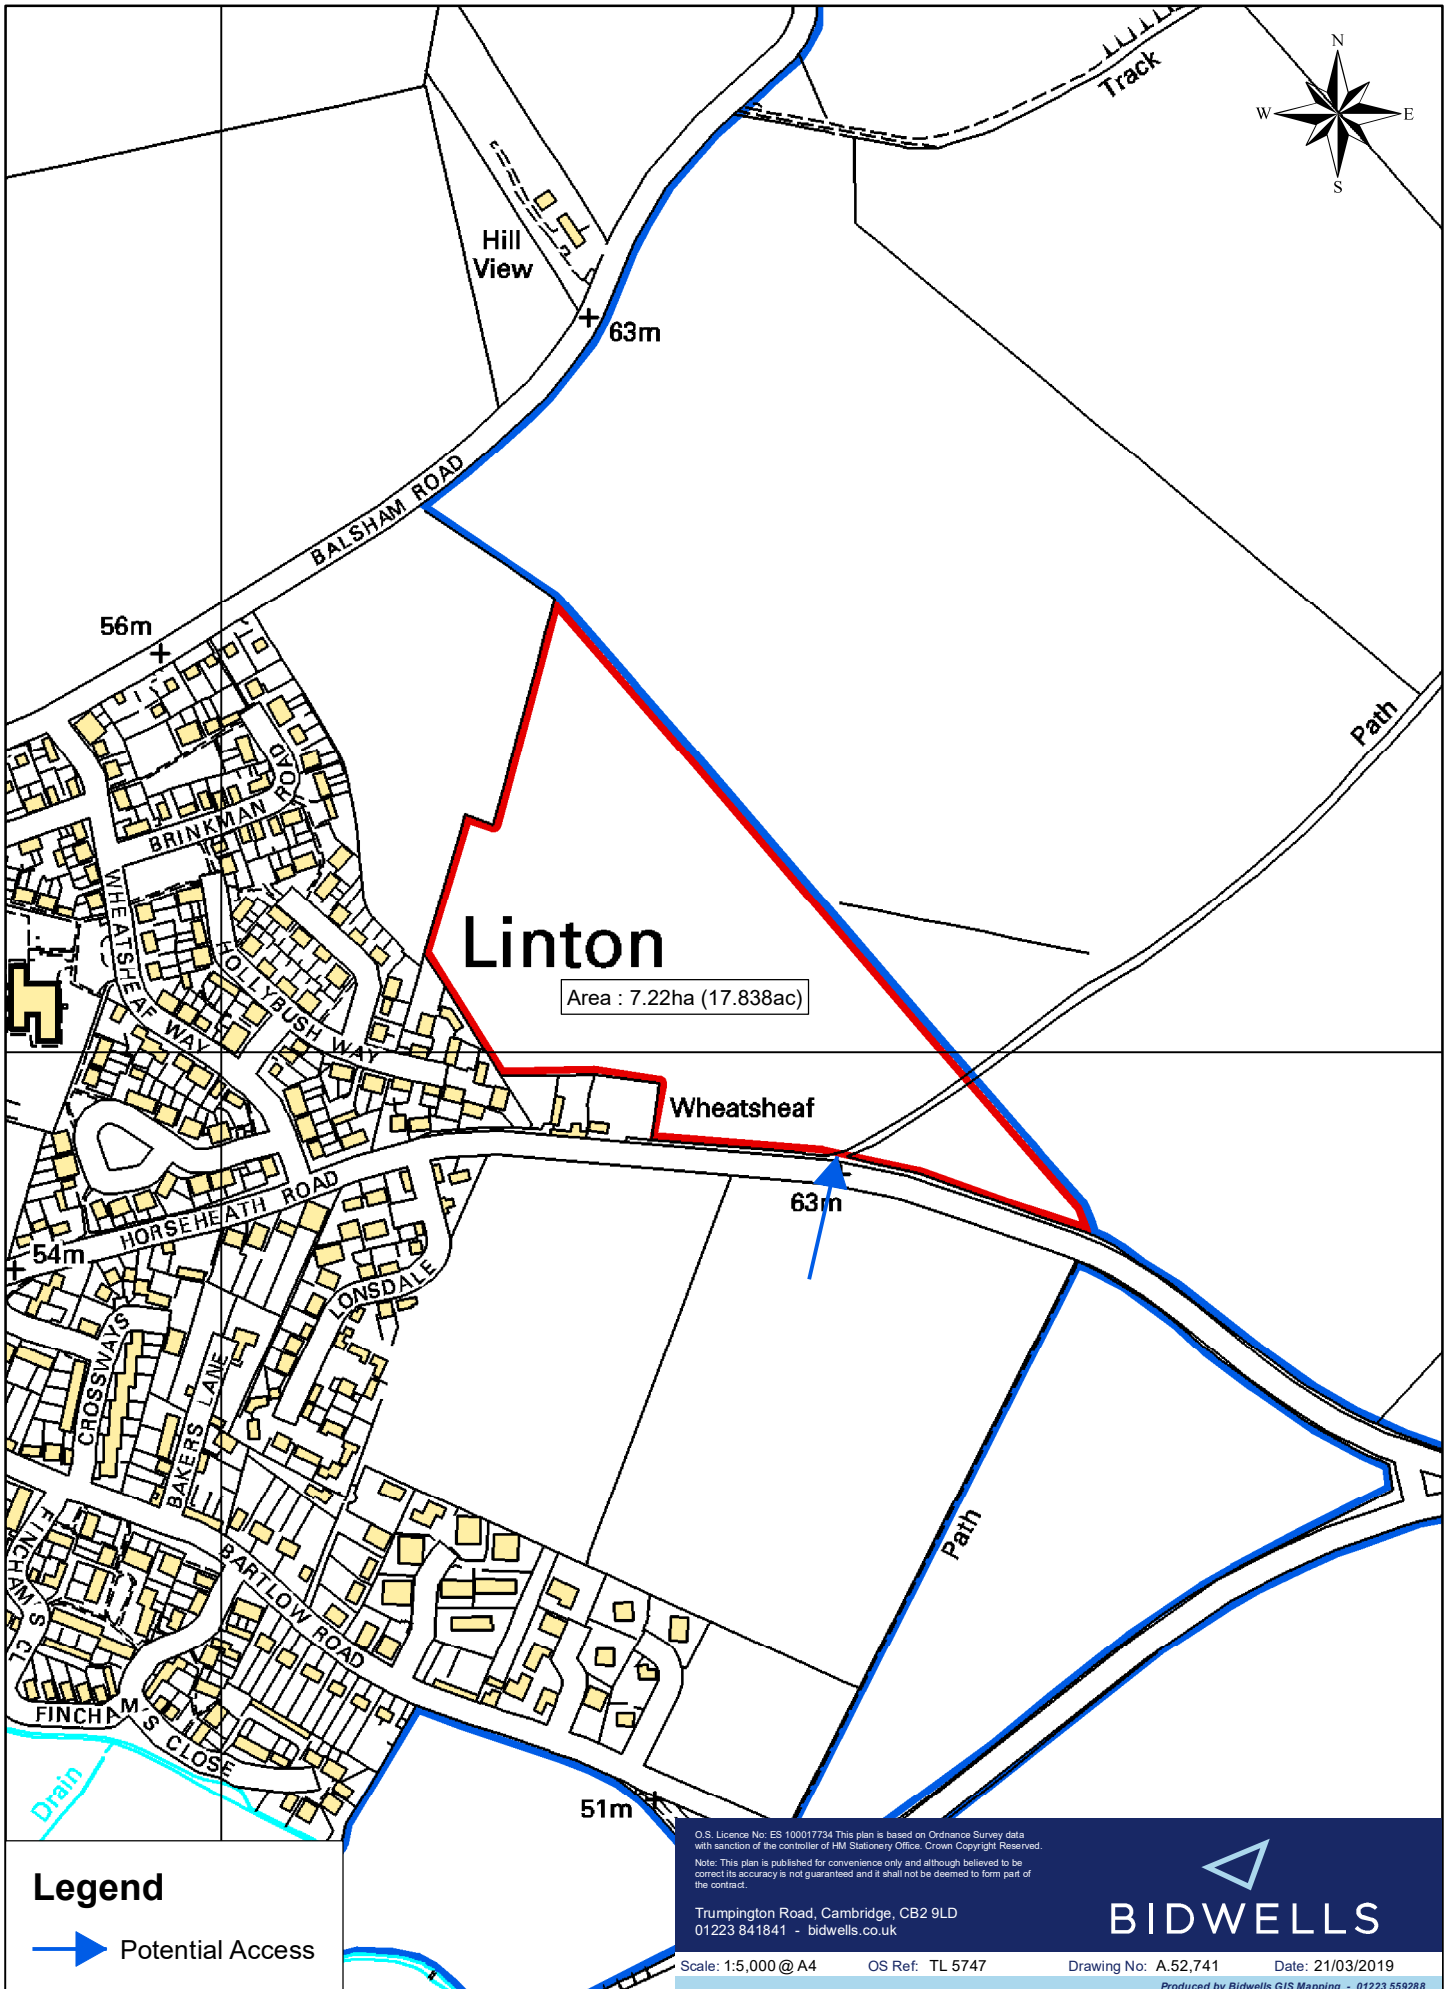 Track
N
W
E
S
Hill
View
63m
BALSHAM ROAD
56m
Path
BRINKMAN ROAD
WHEATSHEAF WAY
HOLLYBUSH WAY
Linton
Area : 7.22ha (17.838ac)
Wheatsheaf
63m
HORSEHEATH ROAD
54m
LONSDALE
CROSSWAYS
BAKERS LANE
Path
FINCHAM'S CL
BARTLOW ROAD
FINCHAM'S CLOSE
Drain
51m
Legend
Potential Access
O.S. Licence No: ES 100017734 This plan is based on Ordnance Survey data
with sanction of the controller of HM Stationery Office. Crown Copyright Reserved.
Note: This plan is published for convenience only and although believed to be
correct its accuracy is not guaranteed and it shall not be deemed to form part of
the contract.
Trumpington Road, Cambridge, CB2 9LD
01223 841841 - bidwells.co.uk
BIDWELLS
Scale: 1:5,000 @ A4 OS Ref: TL 5747 Drawing No: A.52,741 Date: 21/03/2019
Produced by Bidwells GIS Mapping - 01223 559288